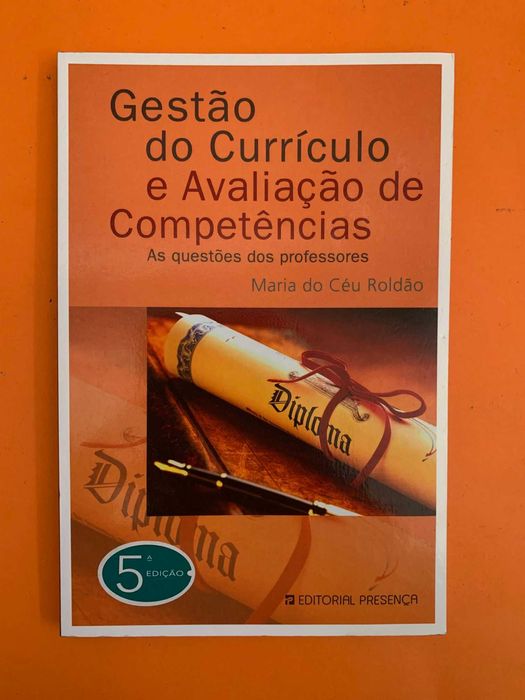 Gestão
do Currículo
e Avaliação de
Competências
As questões dos professores
Maria do Céu Roldão
Diploma
Diploma
5ª
EDIÇÃO
EDITORIAL PRESENÇA